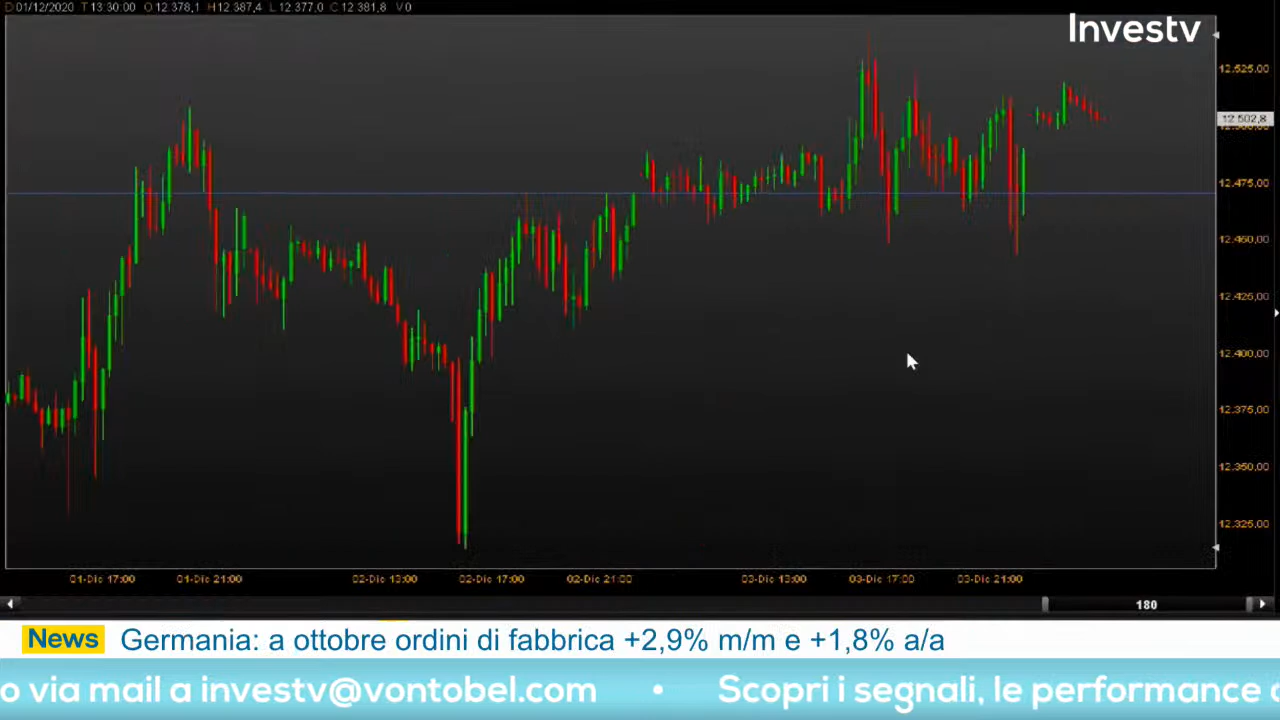 D 01/12/2020 T 13.30:00 O 12.378,1 H 12.387,4 L 12.377,0 C 12.381,8 V 0
Investv
12.525,00
12.502,8
12.475,00
12.450,00
12.425,00
12.400,00
12.375,00
12.350,00
12.325,00
01-Dic 17:00 01-Dic 21:00 02-Dic 13:00 02-Dic 17:00 02-Dic 21:00 03-Dic 13:00 03-Dic 17:00 03-Dic 21:00
180
News Germania: a ottobre ordini di fabbrica +2,9% m/m e +1,8% a/a
o via mail a investv@vontobel.com • Scopri i segnali, le performance